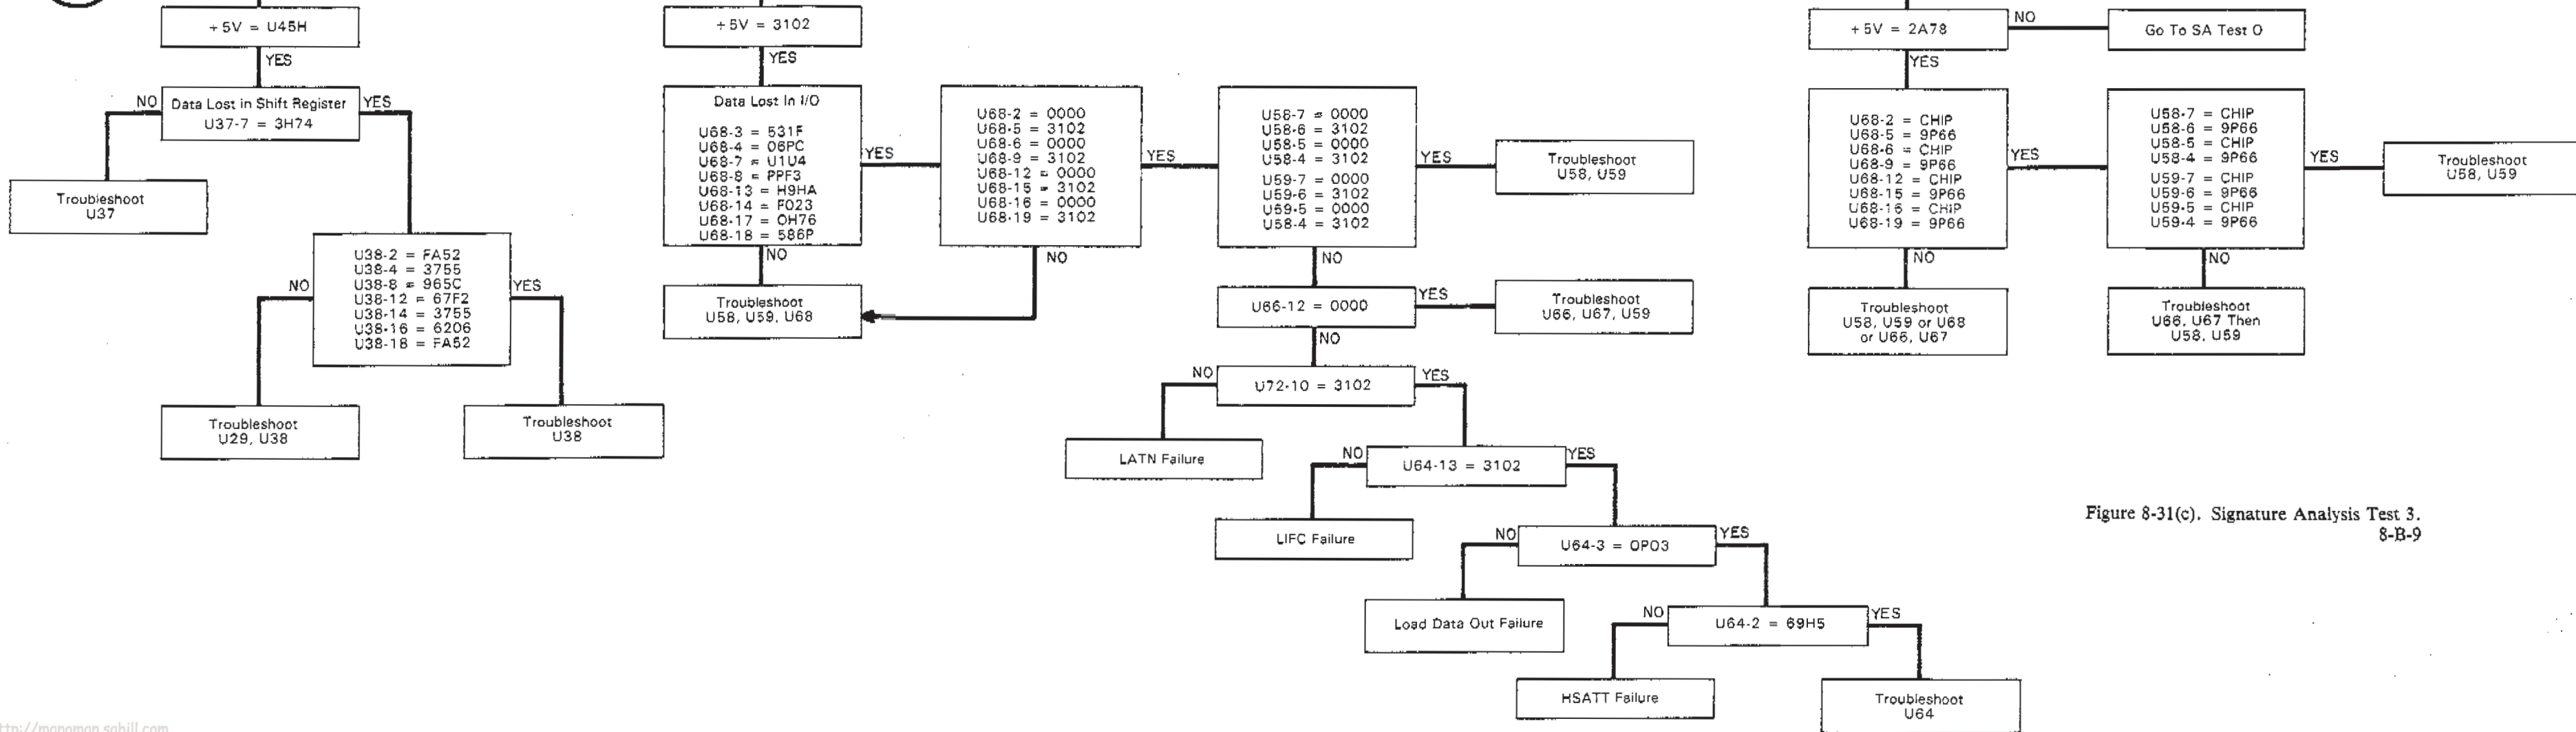 +5V = U45H
YES
NO
Data Lost in Shift Register
U37-7 = 3H74
YES
Troubleshoot
U37
NO
U38-2 = FA52
U38-4 = 3755
U38-8 = 965C
U38-12 = 67F2
U38-14 = 3755
U38-16 = 6206
U38-18 = FA52
YES
Troubleshoot
U29, U38
Troubleshoot
U38
+5V = 3102
YES
Data Lost In I/O
U68-3 = 531F
U68-4 = 06PC
U68-7 = U1U4
U68-8 = PPF3
U68-13 = H9HA
U68-14 = F023
U68-17 = 0H76
U68-18 = 586P
YES
NO
Troubleshoot
U58, U59, U68
U68-2 = 0000
U68-5 = 3102
U68-6 = 0000
U68-9 = 3102
U68-12 = 0000
U68-15 = 3102
U68-16 = 0000
U68-19 = 3102
YES
NO
U58-7 = 0000
U58-6 = 3102
U58-5 = 0000
U58-4 = 3102
U59-7 = 0000
U59-6 = 3102
U59-5 = 0000
U58-4 = 3102
YES
Troubleshoot
U58, U59
NO
U66-12 = 0000
YES
Troubleshoot
U66, U67, U59
NO
NO
U72-10 = 3102
YES
LATN Failure
NO
U64-13 = 3102
YES
LIFC Failure
NO
U64-3 = 0P03
YES
Load Data Out Failure
NO
U64-2 = 69H5
YES
HSATT Failure
Troubleshoot
U64
+5V = 2A78
NO
Go To SA Test O
YES
U68-2 = CHIP
U68-5 = 9P66
U68-6 = CHIP
U68-9 = 9P66
U68-12 = CHIP
U68-15 = 9P66
U68-16 = CHIP
U68-19 = 9P66
YES
NO
Troubleshoot
U58, U59 or U68
or U66, U67
U58-7 = CHIP
U58-6 = 9P66
U58-5 = CHIP
U58-4 = 9P66
U59-7 = CHIP
U59-6 = 9P66
U59-5 = CHIP
U59-4 = 9P66
YES
NO
Troubleshoot
U66, U67 Then
U58, U59
Troubleshoot
U58, U59
Figure 8-31(c). Signature Analysis Test 3.
8-B-9
ttp://manoman.sqhill.com